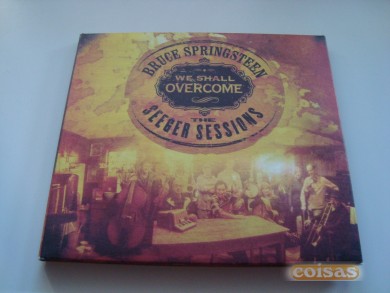 BRUCE SPRINGSTEEN
WE SHALL
OVERCOME
THE
SEEGER SESSIONS
coisas